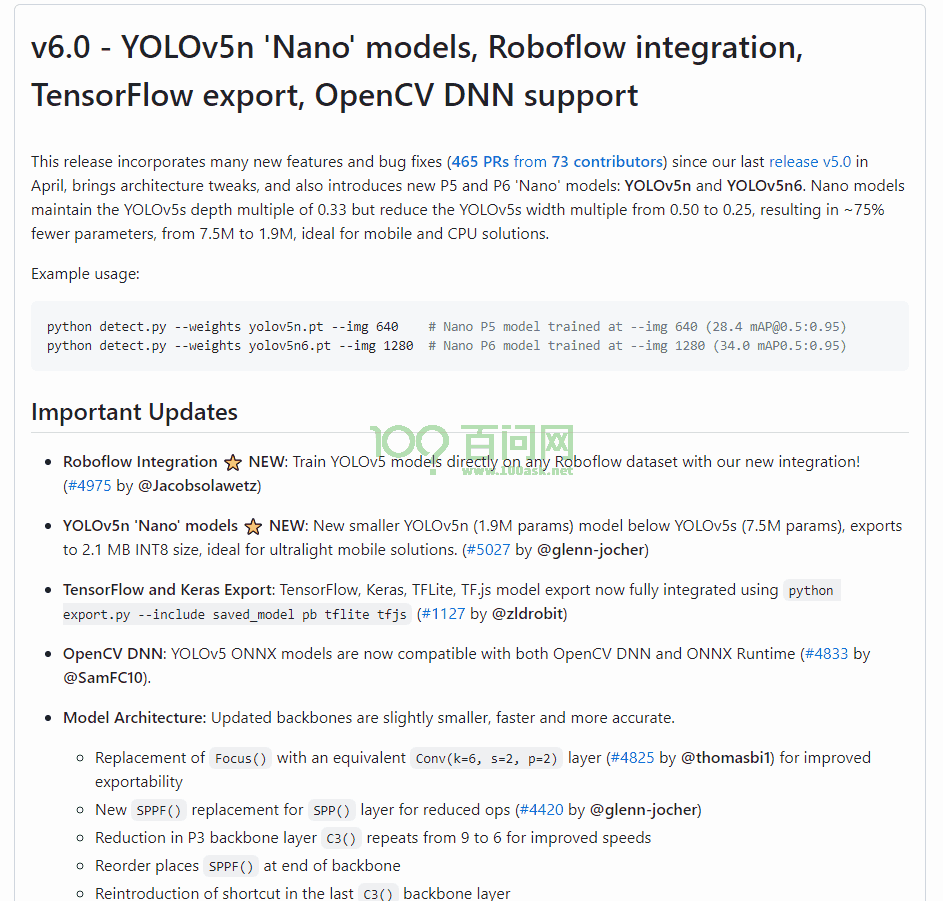 v6.0 - YOLOv5n 'Nano' models, Roboflow integration,
TensorFlow export, OpenCV DNN support
This release incorporates many new features and bug fixes (465 PRs from 73 contributors) since our last release v5.0 in
April, brings architecture tweaks, and also introduces new P5 and P6 'Nano' models: YOLOv5n and YOLOv5n6. Nano models
maintain the YOLOv5s depth multiple of 0.33 but reduce the YOLOv5s width multiple from 0.50 to 0.25, resulting in ~75%
fewer parameters, from 7.5M to 1.9M, ideal for mobile and CPU solutions.
Example usage:
python detect.py --weights yolov5n.pt --img 640    # Nano P5 model trained at --img 640 (28.4 mAP@0.5:0.95)
python detect.py --weights yolov5n6.pt --img 1280  # Nano P6 model trained at --img 1280 (34.0 mAP0.5:0.95)
Important Updates
100 百问网
www.100ask.net
• Roboflow Integration ⭐ NEW: Train YOLOv5 models directly on any Roboflow dataset with our new integration!
(#4975 by @Jacobsolawetz)
• YOLOv5n 'Nano' models ⭐ NEW: New smaller YOLOv5n (1.9M params) model below YOLOv5s (7.5M params), exports
to 2.1 MB INT8 size, ideal for ultralight mobile solutions. (#5027 by @glenn-jocher)
• TensorFlow and Keras Export: TensorFlow, Keras, TFLite, TF.js model export now fully integrated using python
export.py --include saved_model pb tflite tfjs (#1127 by @zldrobit)
• OpenCV DNN: YOLOv5 ONNX models are now compatible with both OpenCV DNN and ONNX Runtime (#4833 by
@SamFC10).
• Model Architecture: Updated backbones are slightly smaller, faster and more accurate.
◦ Replacement of Focus() with an equivalent Conv(k=6, s=2, p=2) layer (#4825 by @thomasbi1) for improved
exportability
◦ New SPPF() replacement for SPP() layer for reduced ops (#4420 by @glenn-jocher)
◦ Reduction in P3 backbone layer C3() repeats from 9 to 6 for improved speeds
◦ Reorder places SPPF() at end of backbone
◦ Reintroduction of shortcut in the last C3() backbone layer